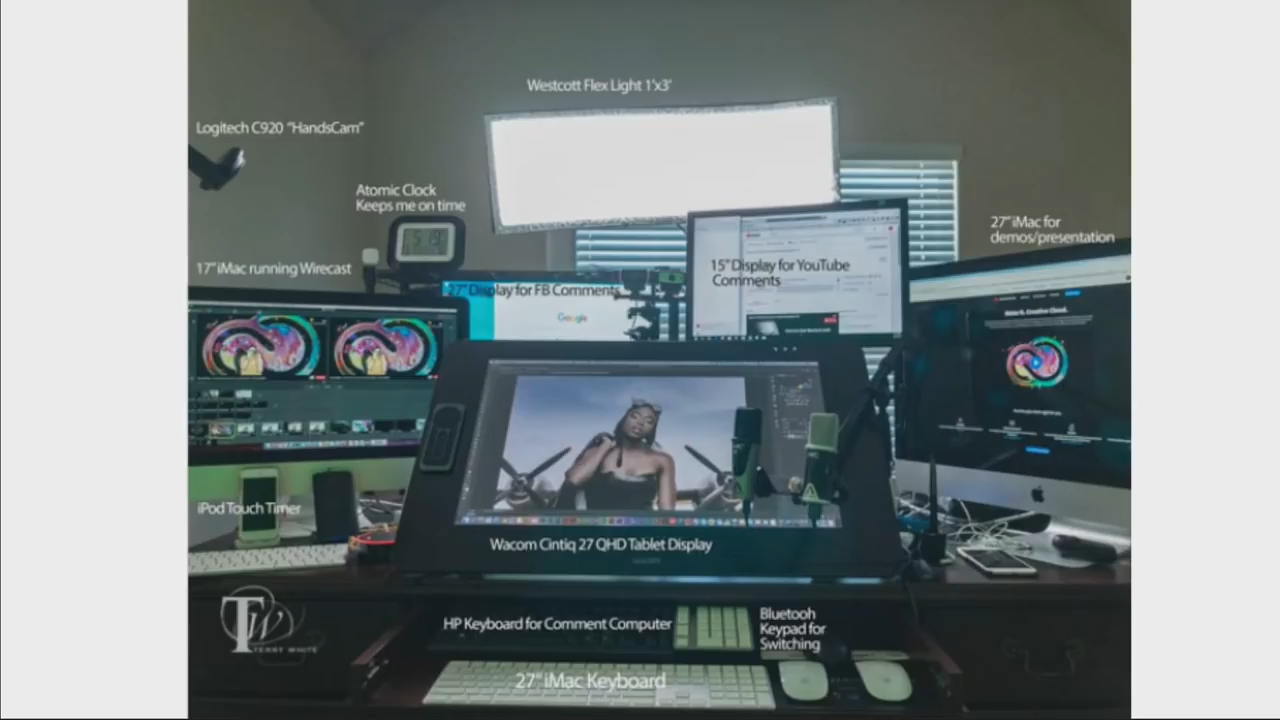 Westcott Flex Light 1'x3'
Logitech C920 "HandsCam"
Atomic Clock
Keeps me on time
27" iMac for
demos/presentation
17" iMac running Wirecast
27" Display for FB Comments
15" Display for YouTube
Comments
Google
iPod Touch Timer
Wacom Cintiq 27 QHD Tablet Display
HP Keyboard for Comment Computer
Bluetooh
Keypad for
Switching
27" iMac Keyboard
TW
TERRY WHITE